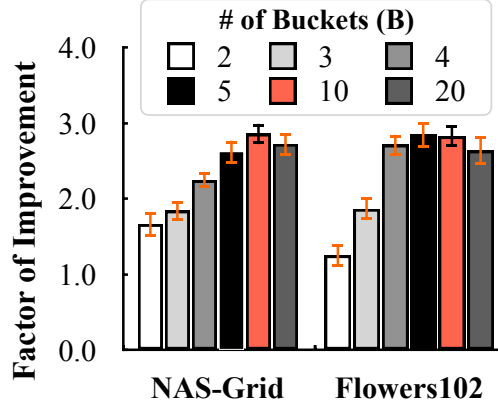 # of Buckets (B)
2 3 4
5 10 20
Factor of Improvement
4.0
3.0
2.0
1.0
0.0
NAS-Grid Flowers102